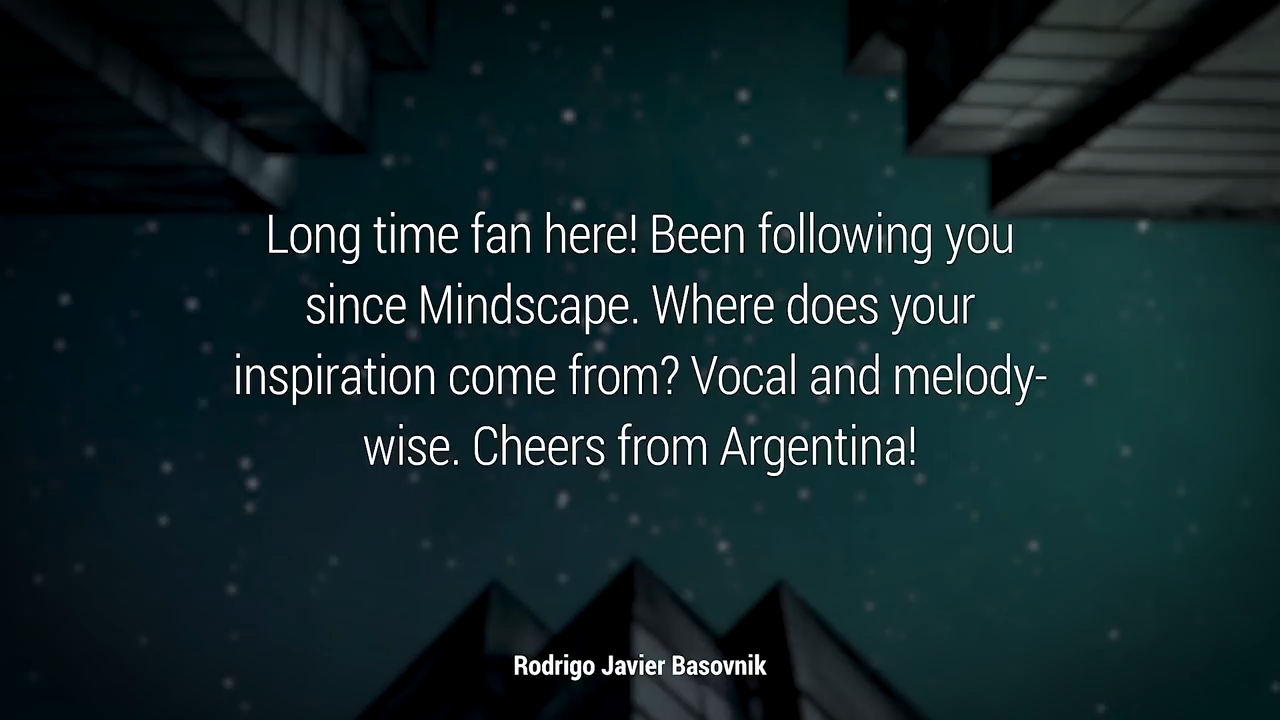 Long time fan here! Been following you
since Mindscape. Where does your
inspiration come from? Vocal and melody-
wise. Cheers from Argentina!
Rodrigo Javier Basovnik